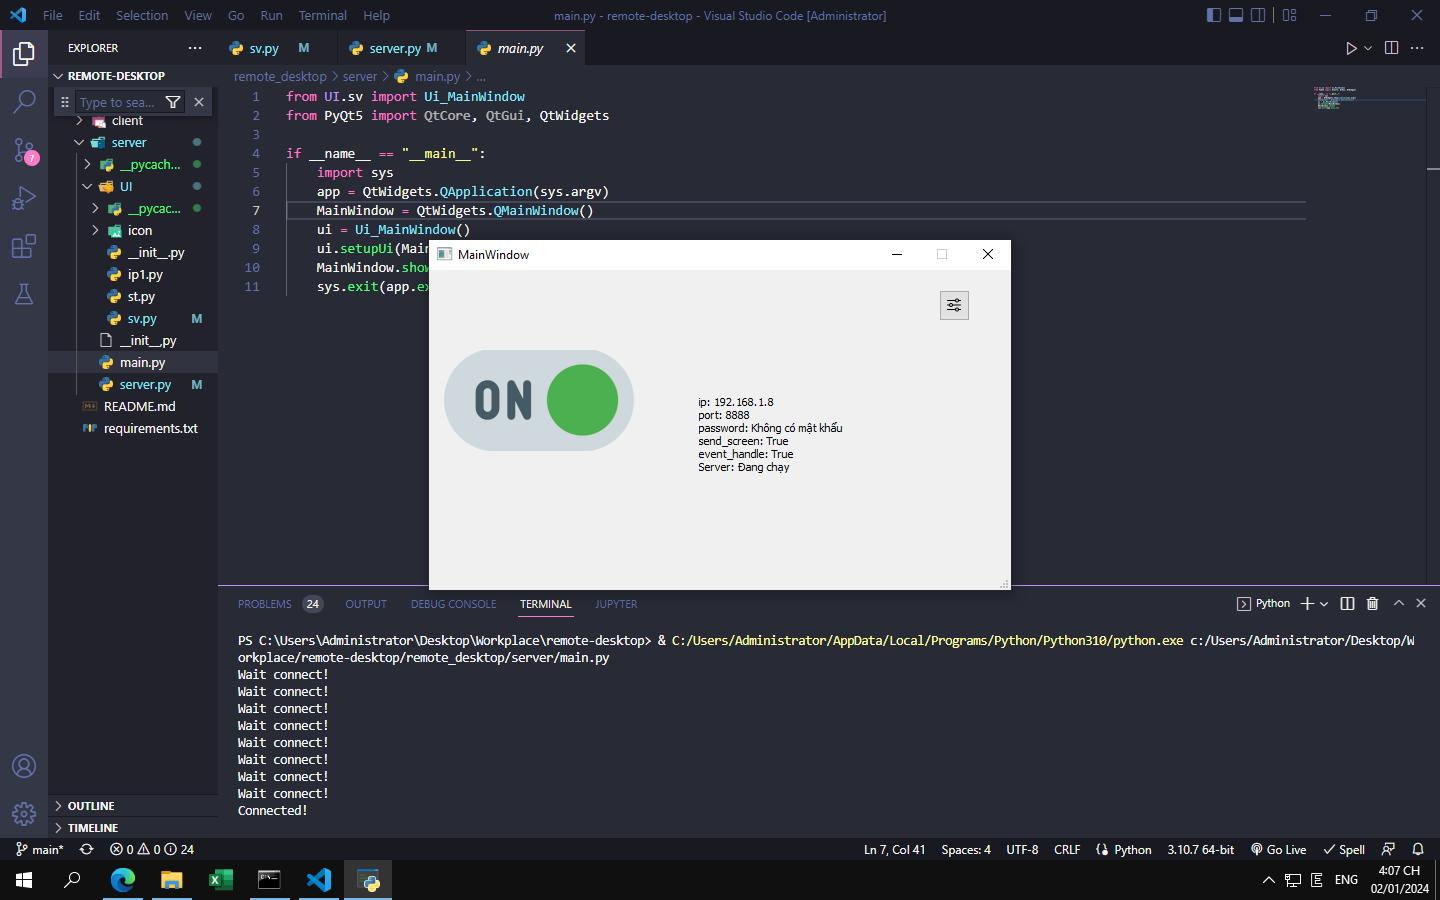 File Edit Selection View Go Run Terminal Help
main.py - remote-desktop - Visual Studio Code [Administrator]
EXPLORER
sv.py M
server.py M
main.py
REMOTE-DESKTOP
Type to sea...
client
server
__pycach...
UI
__pycac...
icon
__init__.py
ip1.py
st.py
sv.py M
__init__,py
main.py
server.py M
README.md
requirements.txt
OUTLINE
TIMELINE
7
remote_desktop > server > main.py > ...
1 from UI.sv import Ui_MainWindow
2 from PyQt5 import QtCore, QtGui, QtWidgets
3
4 if __name__ == "__main__":
5 import sys
6 app = QtWidgets.QApplication(sys.argv)
7 MainWindow = QtWidgets.QMainWindow()
8 ui = Ui_MainWindow()
9 ui.setupUi(Mai
10 MainWindow.show
11 sys.exit(app.ex
MainWindow
ON
ip: 192.168.1.8
port: 8888
password: Không có mật khẩu
send_screen: True
event_handle: True
Server: Đang chạy
PROBLEMS 24 OUTPUT DEBUG CONSOLE TERMINAL JUPYTER
Python
PS C:\Users\Administrator\Desktop\Workplace\remote-desktop> & C:/Users/Administrator/AppData/Local/Programs/Python/Python310/python.exe c:/Users/Administrator/Desktop/W
orkplace/remote-desktop/remote_desktop/server/main.py
Wait connect!
Wait connect!
Wait connect!
Wait connect!
Wait connect!
Wait connect!
Wait connect!
Wait connect!
Connected!
main* 0 0 24
Ln 7, Col 41 Spaces: 4 UTF-8 CRLF Python 3.10.7 64-bit Go Live Spell
ENG
4:07 CH
02/01/2024